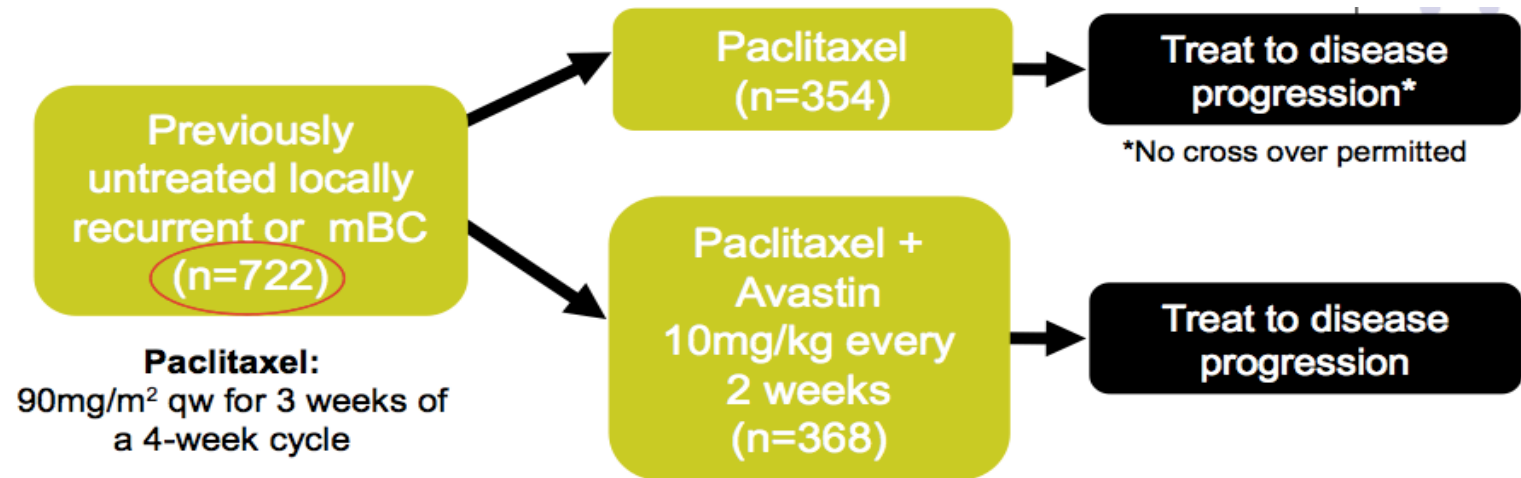 Previously
untreated locally
recurrent or mBC
(n=722)
Paclitaxel:
90mg/m² qw for 3 weeks of
a 4-week cycle
Paclitaxel
(n=354)
Treat to disease
progression*
*No cross over permitted
Paclitaxel +
Avastin
10mg/kg every
2 weeks
(n=368)
Treat to disease
progression